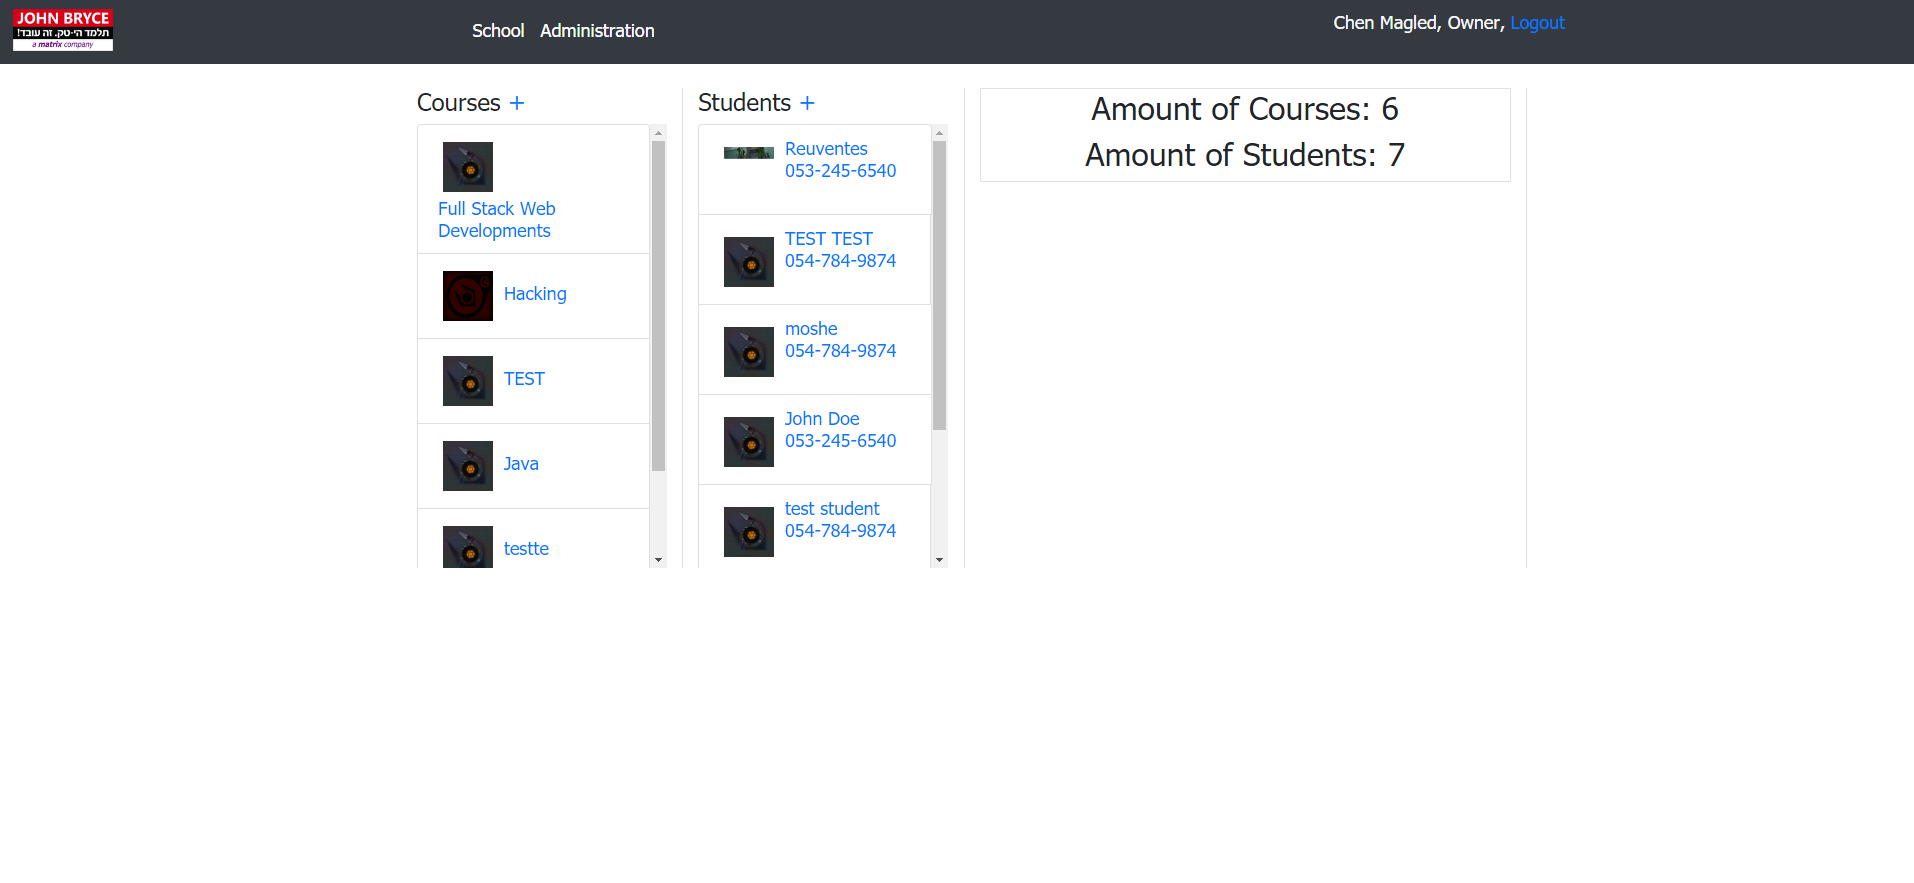 JOHN BRYCE
תלמד הי-טק. זה עובד!
a matrix company
School Administration
Chen Magled, Owner, Logout
Courses +
Full Stack Web
Developments
Hacking
TEST
Java
testte
Students +
Reuventes
053-245-6540
TEST TEST
054-784-9874
moshe
054-784-9874
John Doe
053-245-6540
test student
054-784-9874
Amount of Courses: 6
Amount of Students: 7